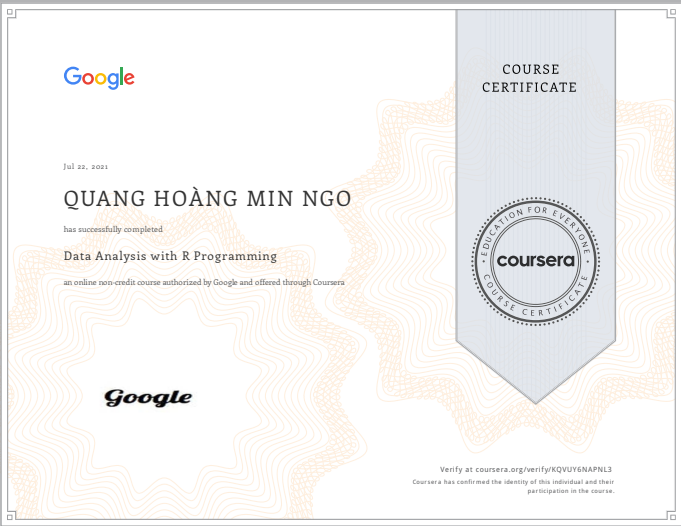 Google
COURSE
CERTIFICATE
Jul 22, 2021
QUANG HOÀNG MIN NGO
has successfully completed
Data Analysis with R Programming
an online non-credit course authorized by Google and offered through Coursera
EDUCATION FOR EVERYONE
coursera
COURSE CERTIFICATE
Google
Verify at coursera.org/verify/KQVUY6NAPNL3
Coursera has confirmed the identity of this individual and their
participation in the course.